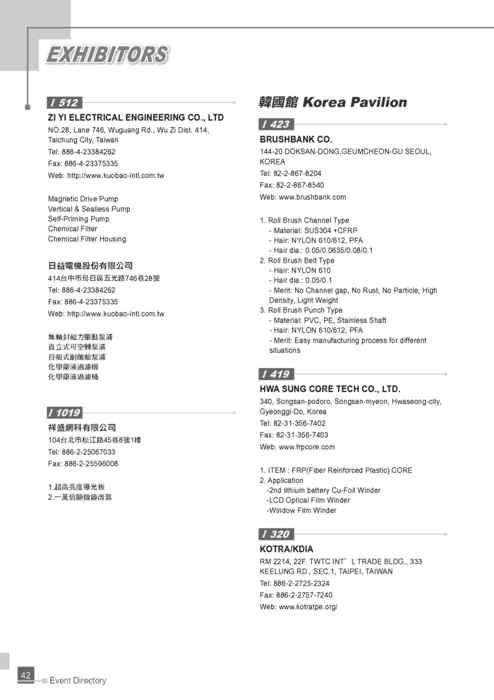 EXHIBITORS
I 512
ZI YI ELECTRICAL ENGINEERING CO., LTD
NO.28, Lane 746, Wuguang Rd., Wu Zi Dist. 414,
Taichung City, Taiwan
Tel: 886-4-23384262
Fax: 886-4-23375335
Web: http://www.kuobao-intl.com.tw
Magnetic Drive Pump
Vertical & Sealless Pump
Self-Priming Pump
Chemical Filter
Chemical Filter Housing
日益電機股份有限公司
414台中市烏日區五光路746巷28號
Tel: 886-4-23384262
Fax: 886-4-23375335
Web: http://www.kuobao-intl.com.tw
無軸封磁力驅動泵浦
直立式可空轉泵浦
自吸式耐酸鹼泵浦
化學藥液過濾機
化學藥液過濾桶
I 1019
祥盛網科有限公司
104台北市松江路45巷8號1樓
Tel: 886-2-25067033
Fax: 886-2-25596008
1.超高亮度導光板
2.一萬倍顯微鏡改裝
韓國館 Korea Pavilion
I 423
BRUSHBANK CO.
144-20 DOKSAN-DONG,GEUMCHEON-GU SEOUL,
KOREA
Tel: 82-2-867-8204
Fax: 82-2-867-8540
Web: www.brushbank.com
1. Roll Brush Channel Type
- Material: SUS304 +CFRP
- Hair: NYLON 610/612, PFA
- Hair dia.: 0.05/0.0635/0.08/0.1
2. Roll Brush Belt Type
- Hair: NYLON 610
- Hair dia.: 0.05/0.1
- Merit: No Channel gap, No Rust, No Particle, High
Density, Light Weight
3. Roll Brush Punch Type
- Material: PVC, PE, Stainless Shaft
- Hair: NYLON 610/612, PFA
- Merit: Easy manufacturing process for different
situations
I 419
HWA SUNG CORE TECH CO., LTD.
340, Songsan-podoro, Songsan-myeon, Hwaseong-city,
Gyeonggi-Do, Korea
Tel: 82-31-356-7402
Fax: 82-31-356-7403
Web: www.frpcore.com
1. ITEM : FRP(Fiber Reinforced Plastic) CORE
2. Application
-2nd lithium battery Cu-Foil Winder
-LCD Optical Film Winder
-Window Film Winder
I 320
KOTRA/KDIA
RM 2214, 22F. TWTC INT' L TRADE BLDG., 333
KEELUNG RD., SEC.1, TAIPEI, TAIWAN
Tel: 886-2-2725-2324
Fax: 886-2-2757-7240
Web: www.kotratpe.org/
42
Event Directory